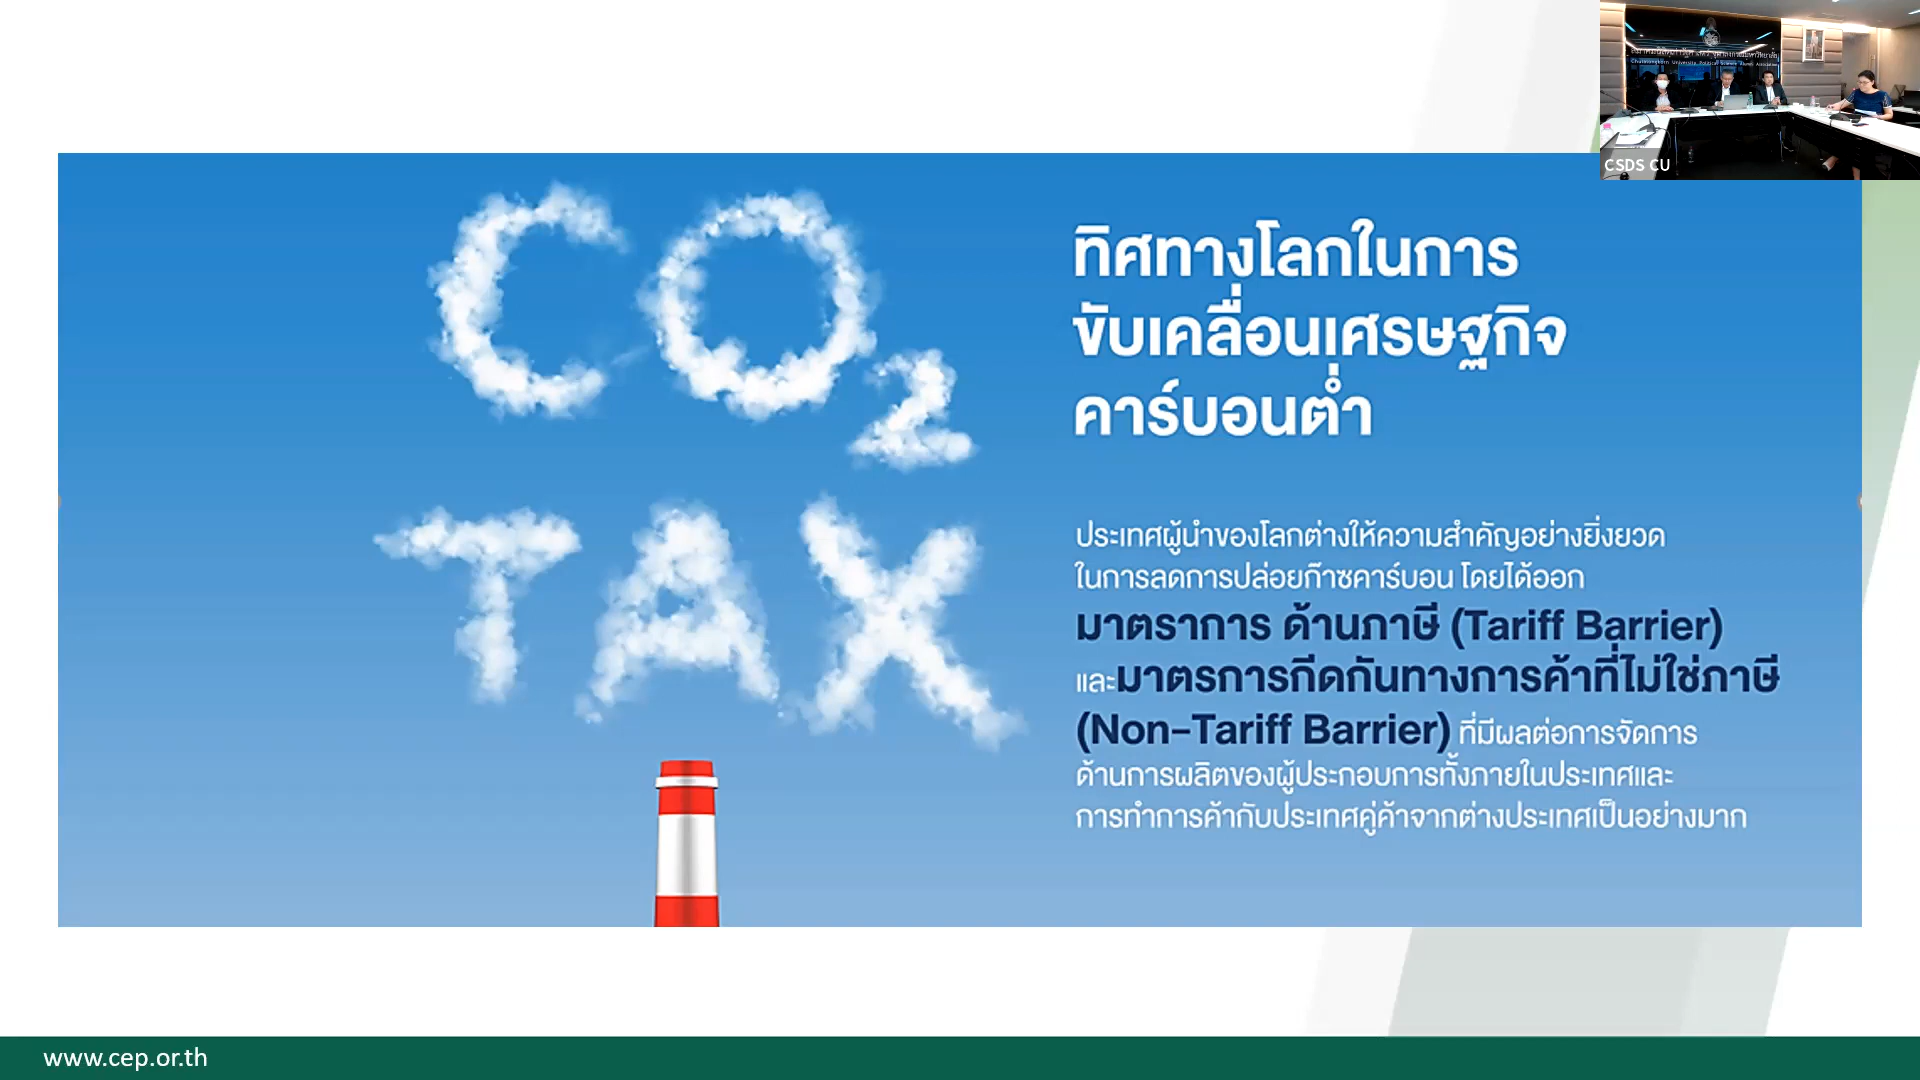 CO2
TAX
ทิศทางโลกในการ
ขับเคลื่อนเศรษฐกิจ
คาร์บอนต่ำ
ประเทศผู้นำของโลกต่างให้ความสำคัญอย่างยิ่งยวด
ในการลดการปล่อยก๊าซคาร์บอน โดยได้ออก
มาตราการ ด้านภาษี (Tariff Barrier)
และมาตรการกีดกันทางการค้าที่ไม่ใช่ภาษี
(Non-Tariff Barrier) ที่มีผลต่อการจัดการ
ด้านการผลิตของผู้ประกอบการทั้งภายในประเทศและ
การทำการค้ากับประเทศคู่ค้าจากต่างประเทศเป็นอย่างมาก
Chulalongkorn University Political Science Alumni Association
CSDS CU
www.cep.or.th